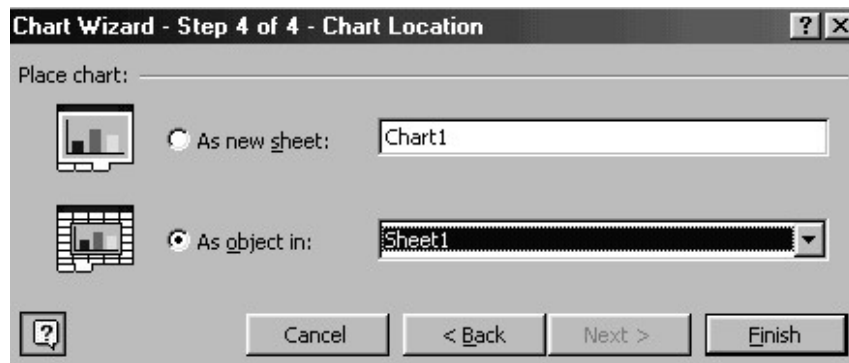 Chart Wizard - Step 4 of 4 - Chart Location
Place chart:
As new sheet: Chart1
As object in: Sheet1
Cancel < Back Next > Finish